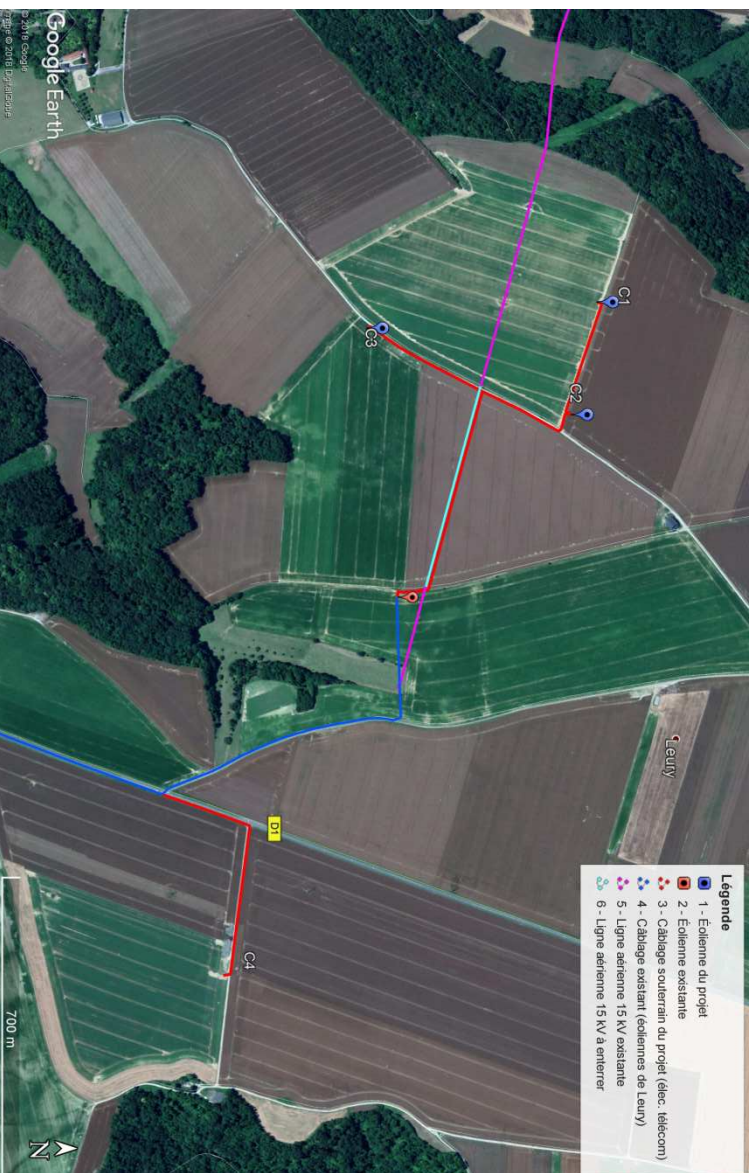 Légende
1 - Éolienne du projet
2 - Éolienne existante
3 - Câblage souterrain du projet (élec. télécom)
4 - Câblage existant (éoliennes de Leury)
5 - Ligne aérienne 15 kV existante
6 - Ligne aérienne 15 kV à enterrer
C1
C2
C3
Leury
D1
C4
Google Earth
© 2018 Google
© 2018 DigitalGlobe
700 m
N